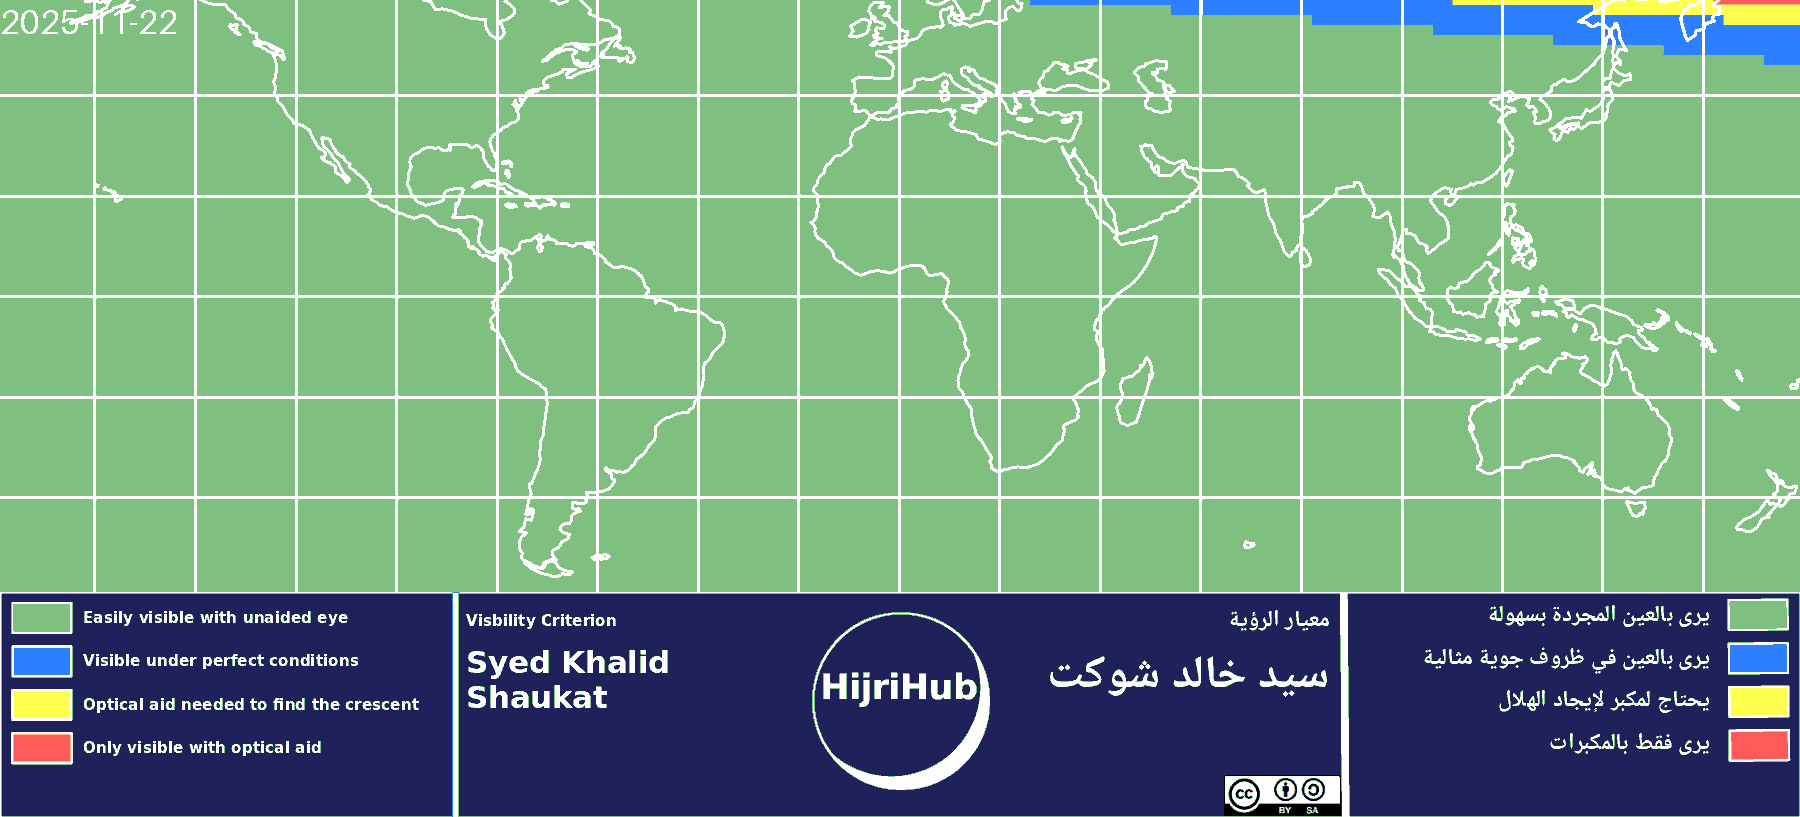 2025-11-22
Easily visible with unaided eye
Visible under perfect conditions
Optical aid needed to find the crescent
Only visible with optical aid
Visbility Criterion
Syed Khalid
Shaukat
HijriHub
معيار الرؤية
سيد خالد شوكت
cc
BY SA
يرى بالعين المجردة بسهولة
يرى بالعين في ظروف جوية مثالية
يحتاج لمكبر لإيجاد الهلال
يرى فقط بالمكبرات